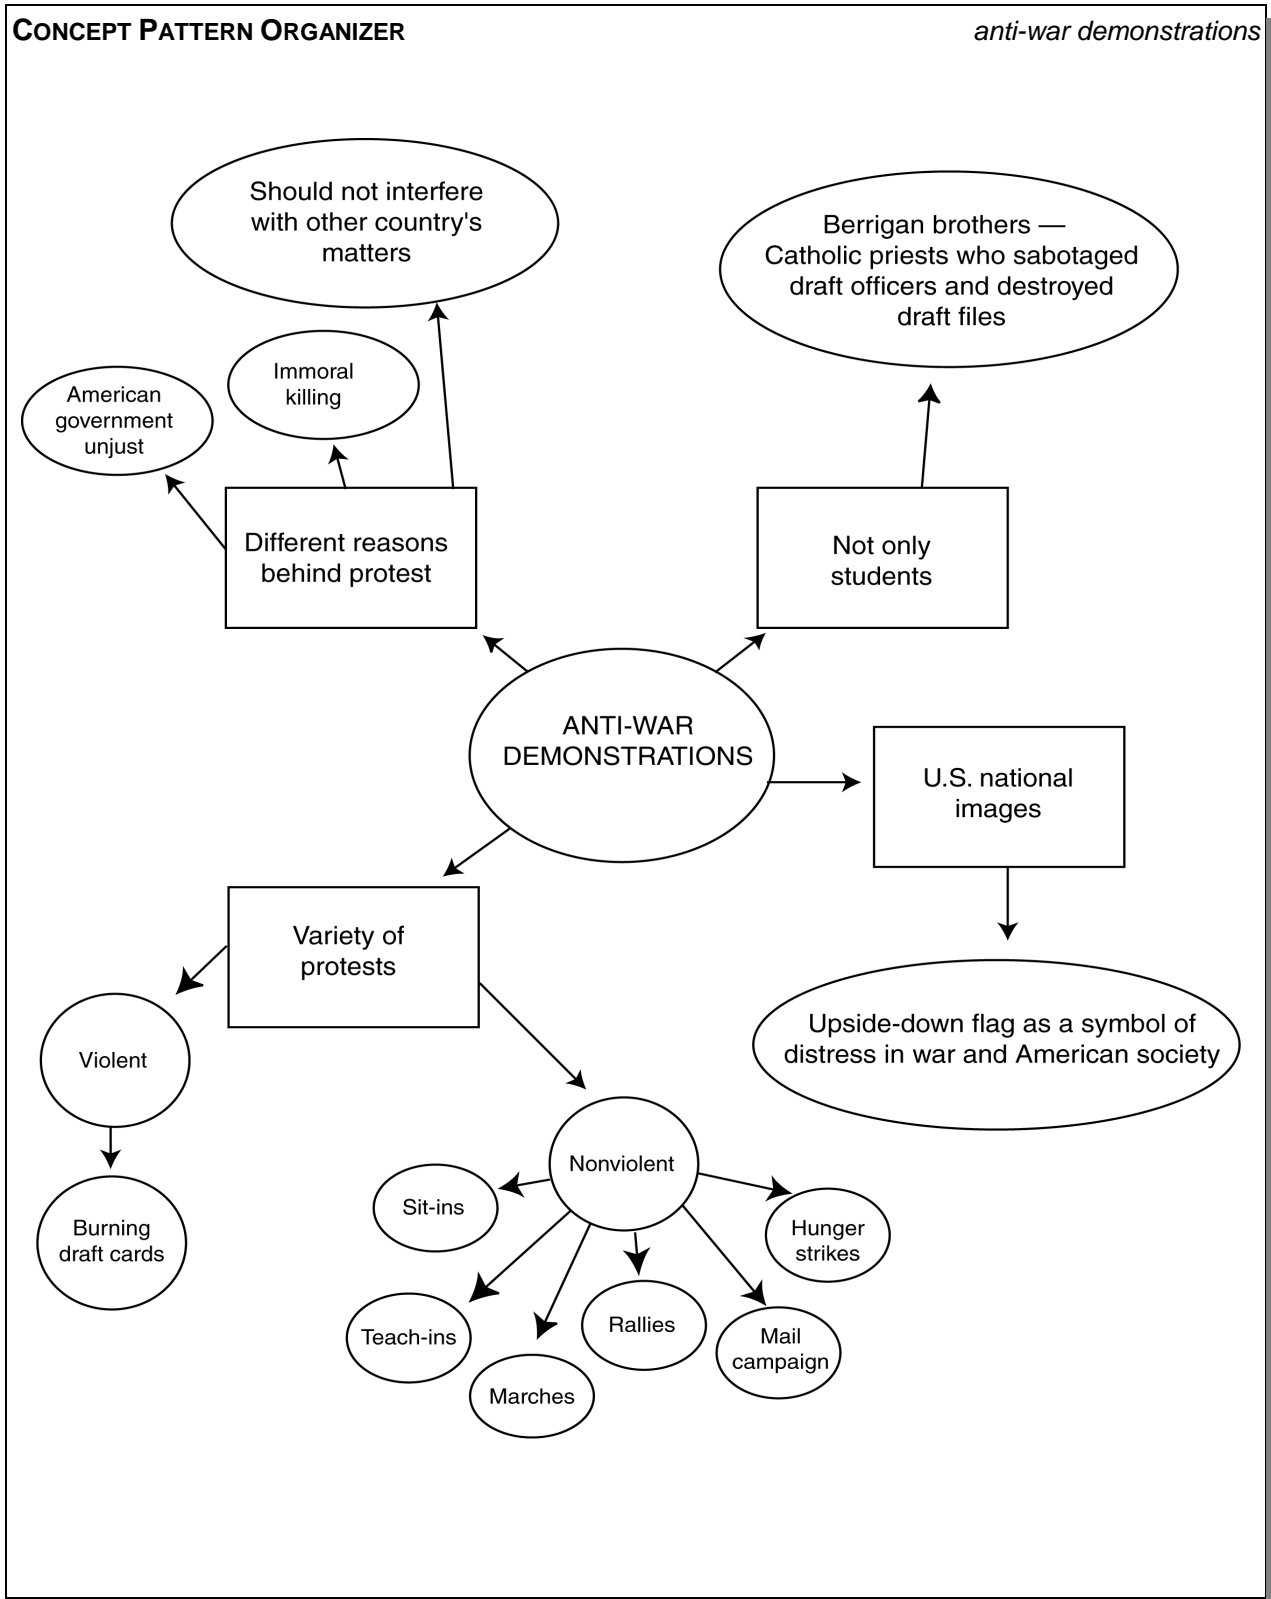 CONCEPT PATTERN ORGANIZER
anti-war demonstrations
Should not interfere
with other country's
matters
Berrigan brothers —
Catholic priests who sabotaged
draft officers and destroyed
draft files
Immoral
killing
American
government
unjust
Different reasons
behind protest
Not only
students
ANTI-WAR
DEMONSTRATIONS
U.S. national
images
Variety of
protests
Upside-down flag as a symbol of
distress in war and American society
Violent
Nonviolent
Burning
draft cards
Sit-ins
Hunger
strikes
Teach-ins
Marches
Rallies
Mail
campaign